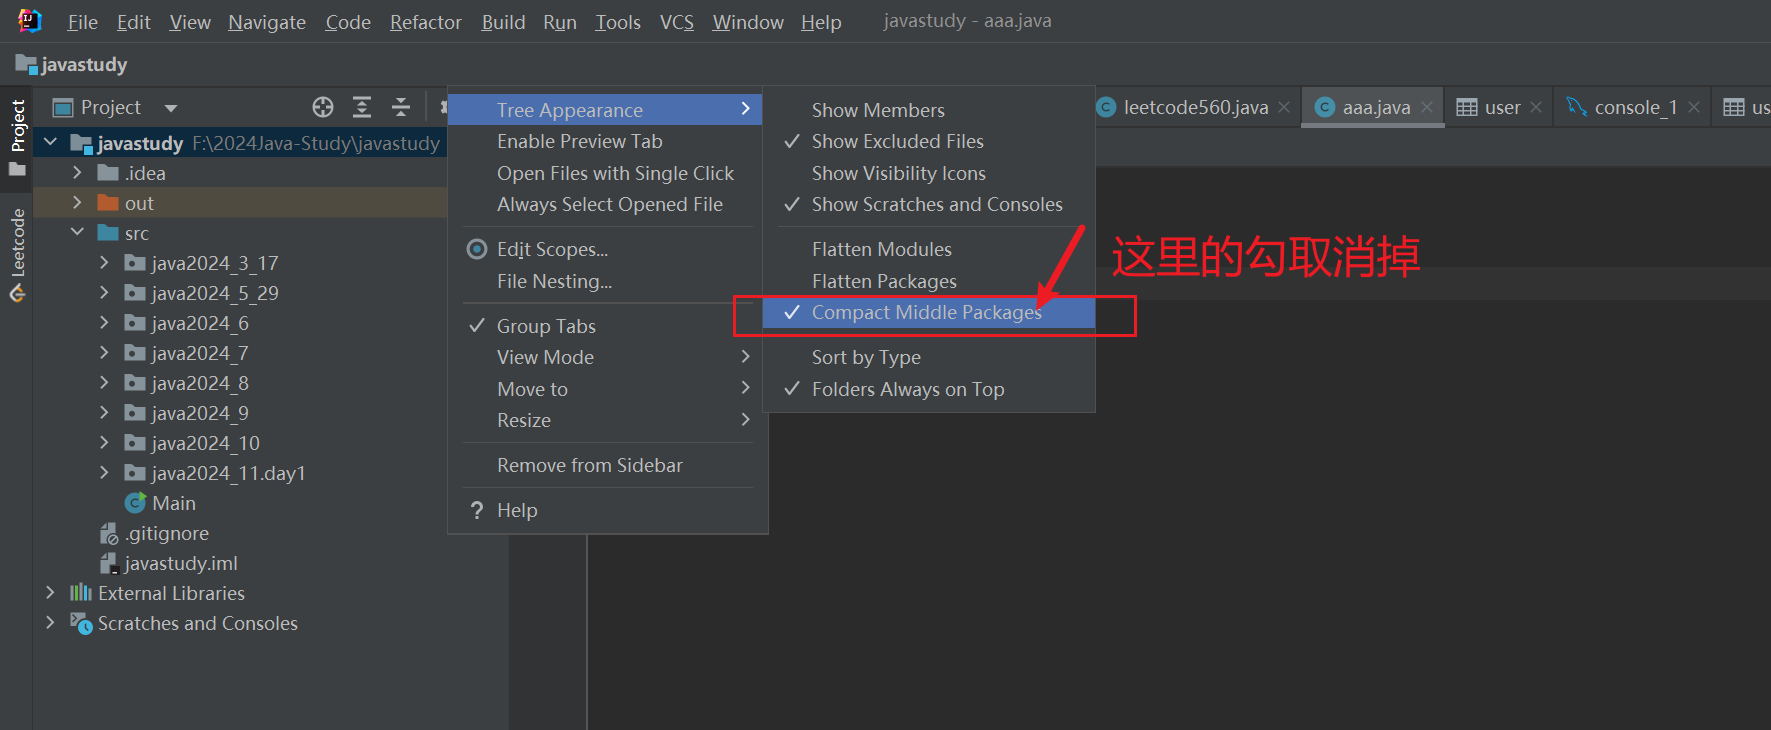 File Edit View Navigate Code Refactor Build Run Tools VCS Window Help javastudy - aaa.java
javastudy
Project
Leetcode
Project
javastudy F:\2024Java-Study\javastudy
.idea
out
src
java2024_3_17
java2024_5_29
java2024_6
java2024_7
java2024_8
java2024_9
java2024_10
java2024_11.day1
Main
.gitignore
javastudy.iml
External Libraries
Scratches and Consoles
Tree Appearance
Enable Preview Tab
Open Files with Single Click
Always Select Opened File
Edit Scopes...
File Nesting...
Group Tabs
View Mode
Move to
Resize
Remove from Sidebar
? Help
Show Members
Show Excluded Files
Show Visibility Icons
Show Scratches and Consoles
Flatten Modules
Flatten Packages
Compact Middle Packages
Sort by Type
Folders Always on Top
leetcode560.java aaa.java user console_1 us
这里的勾取消掉